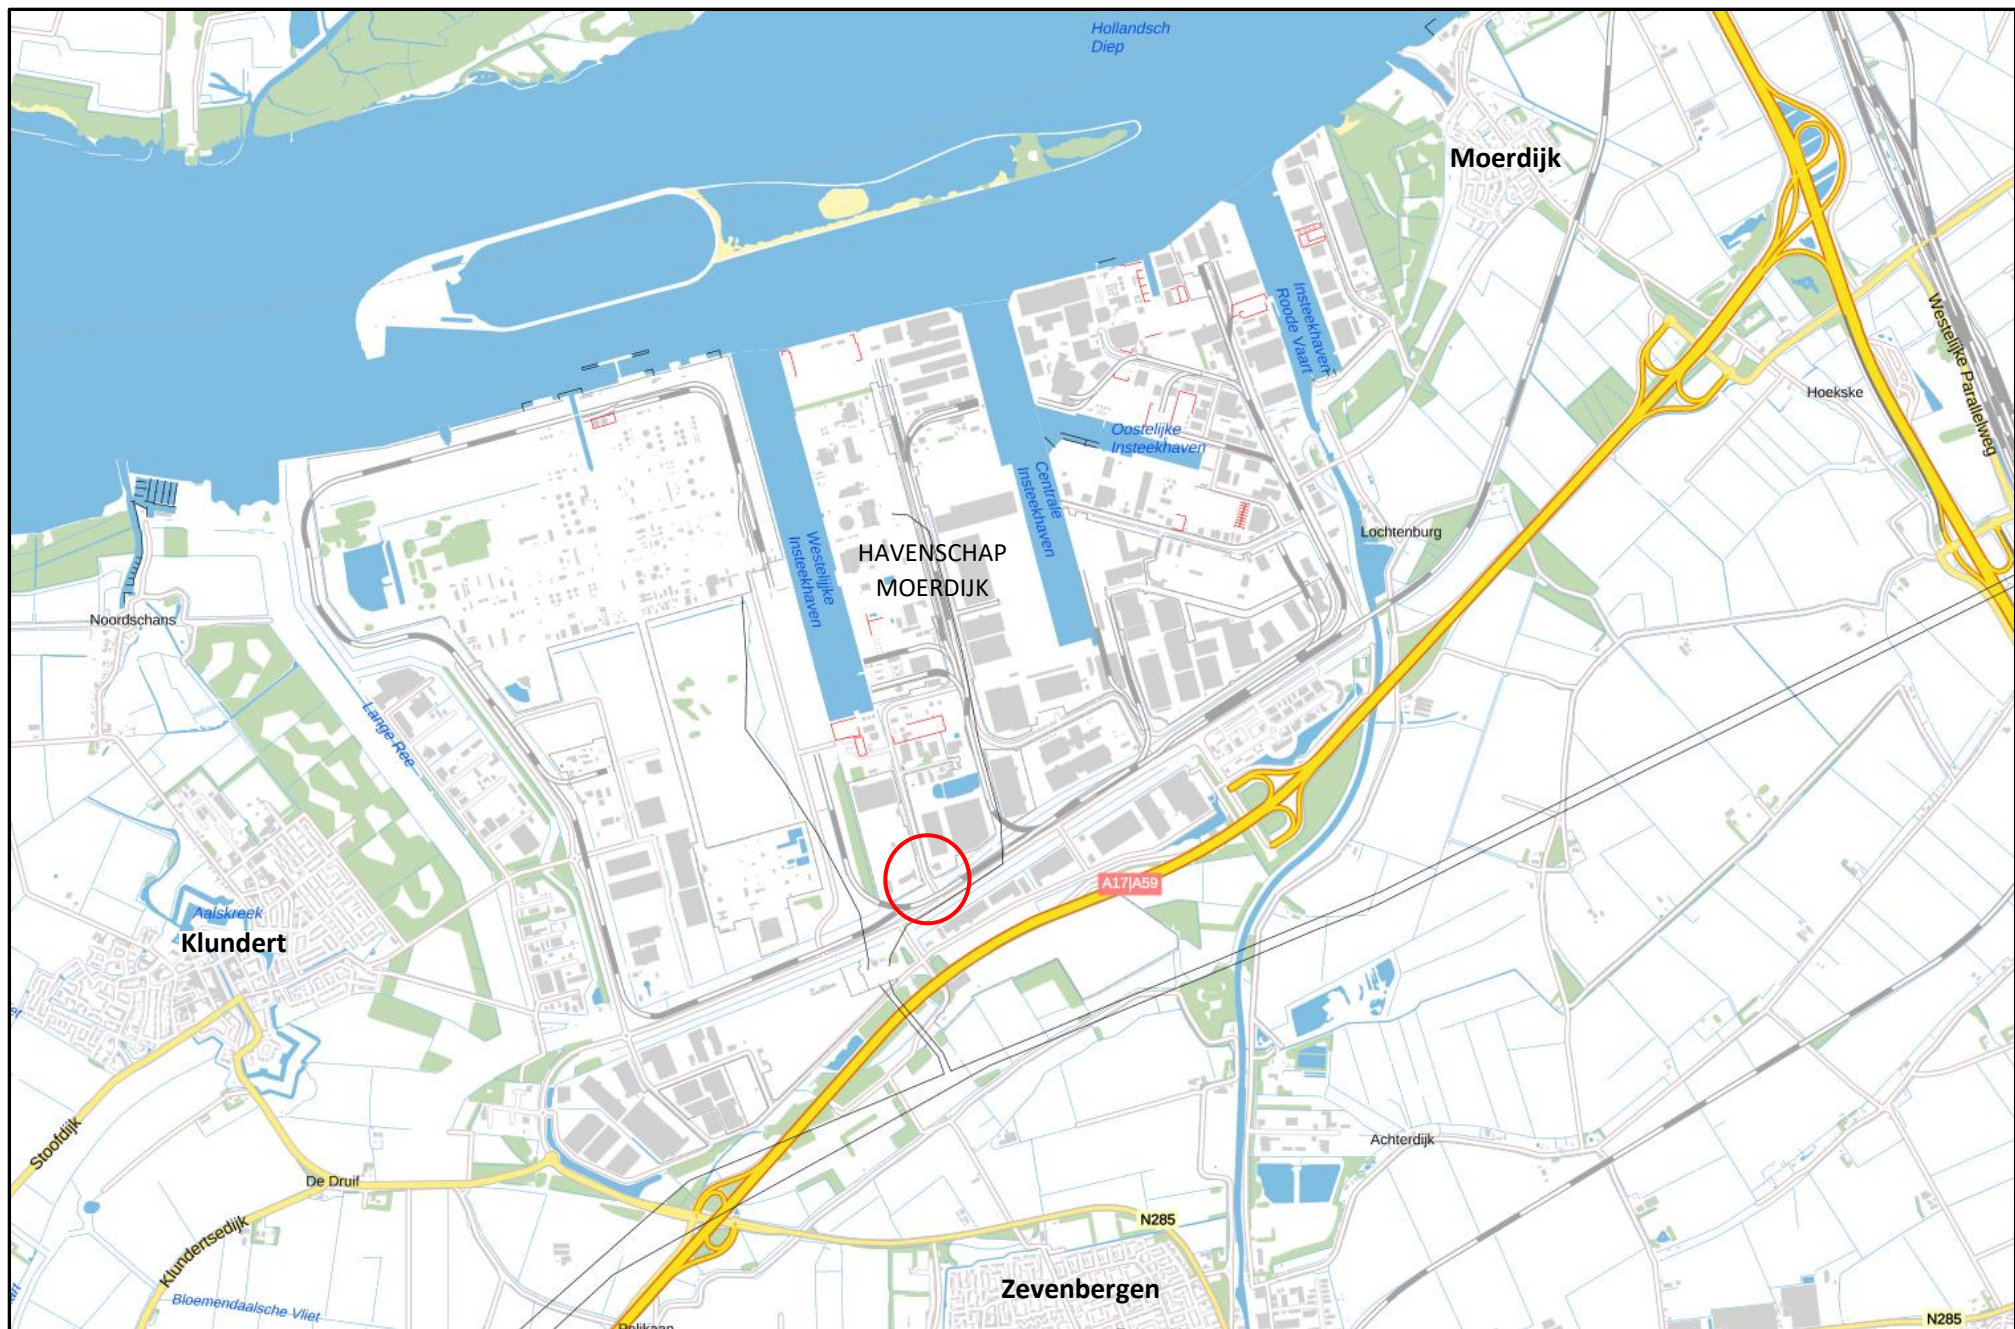 Hollandsch
Diep
Moerdijk
Insteekhaven
Roode Vaart
Westelijke Parallelweg
Hoekske
Oostelijke
Insteekhaven
Centrale
Insteekhaven
Lochtenburg
Westelijke
Insteekhaven
HAVENSCHAP
MOERDIJK
Noordschans
Lange Ree
A17|A59
Aalskreek
Klundert
Stoofdijk
Achterdijk
De Druif
N285
Klundertsedijk
Zevenbergen
Bloemendaalsche Vliet
N285